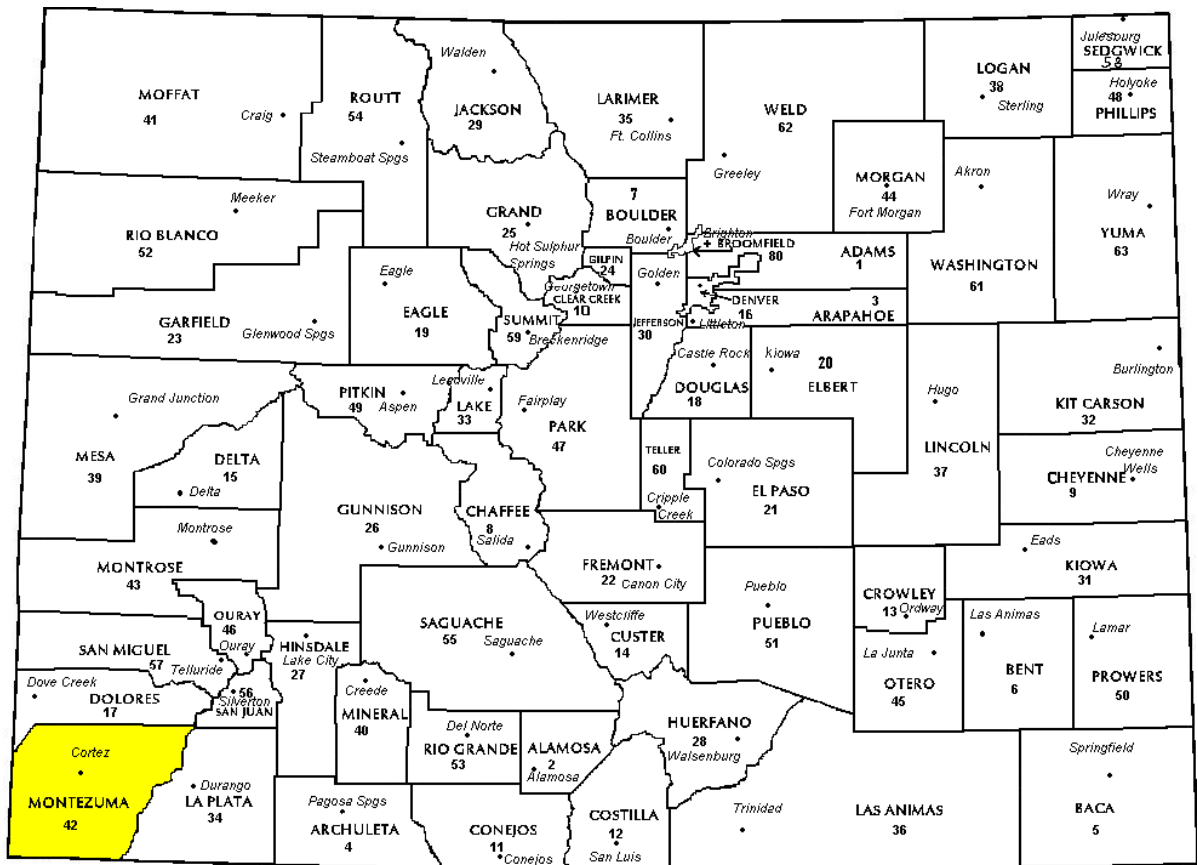 Julesburg
SEDGWICK
58
Walden
LOGAN
38
Holyoke
48
PHILLIPS
MOFFAT
41
Craig
ROUTT
54
JACKSON
29
LARIMER
35
Ft. Collins
WELD
62
Sterling
Steamboat Spgs
Greeley
MORGAN
44
Fort Morgan
Akron
Wray
YUMA
63
Meeker
RIO BLANCO
52
GRAND
25
Hot Sulphur
Springs
7
BOULDER
Boulder
Brighton
+ BROOMFIELD
80
ADAMS
1
WASHINGTON
61
Eagle
EAGLE
19
GILPIN
24
Georgetown
CLEAR CREEK
10
Golden
JEFFERSON
30
DENVER
16
3
ARAPAHOE
Littleton
GARFIELD
23
Glenwood Spgs
SUMMIT
59
Breckenridge
Castle Rock
DOUGLAS
18
kiowa
20
ELBERT
Hugo
LINCOLN
37
Burlington
KIT CARSON
32
Grand Junction
MESA
39
PITKIN
49
Aspen
Leadville
LAKE
33
Fairplay
PARK
47
DELTA
15
Delta
TELLER
60
Cripple
Creek
Colorado Spgs
EL PASO
21
Cheyenne
Wells
CHEYENNE
9
GUNNISON
26
Gunnison
CHAFFEE
8
Salida
Montrose
MONTROSE
43
FREMONT
22
Canon City
Eads
KIOWA
31
OURAY
46
Ouray
HINSDALE
Lake City
27
SAGUACHE
55
Saguache
Westcliffe
CUSTER
14
Pueblo
PUEBLO
51
CROWLEY
13
Ordway
Las Animas
BENT
6
Lamar
PROWERS
50
SAN MIGUEL
57
Telluride
La Junta
OTERO
45
Dove Creek
DOLORES
17
56
Silverton
SAN JUAN
Creede
MINERAL
40
Del Norte
RIO GRANDE
53
ALAMOSA
2
Alamosa
HUERFANO
28
Walsenburg
Cortez
MONTEZUMA
42
Durango
LA PLATA
34
Pagosa Spgs
ARCHULETA
4
CONEJOS
11
Conejos
COSTILLA
12
San Luis
Trinidad
LAS ANIMAS
36
Springfield
BACA
5